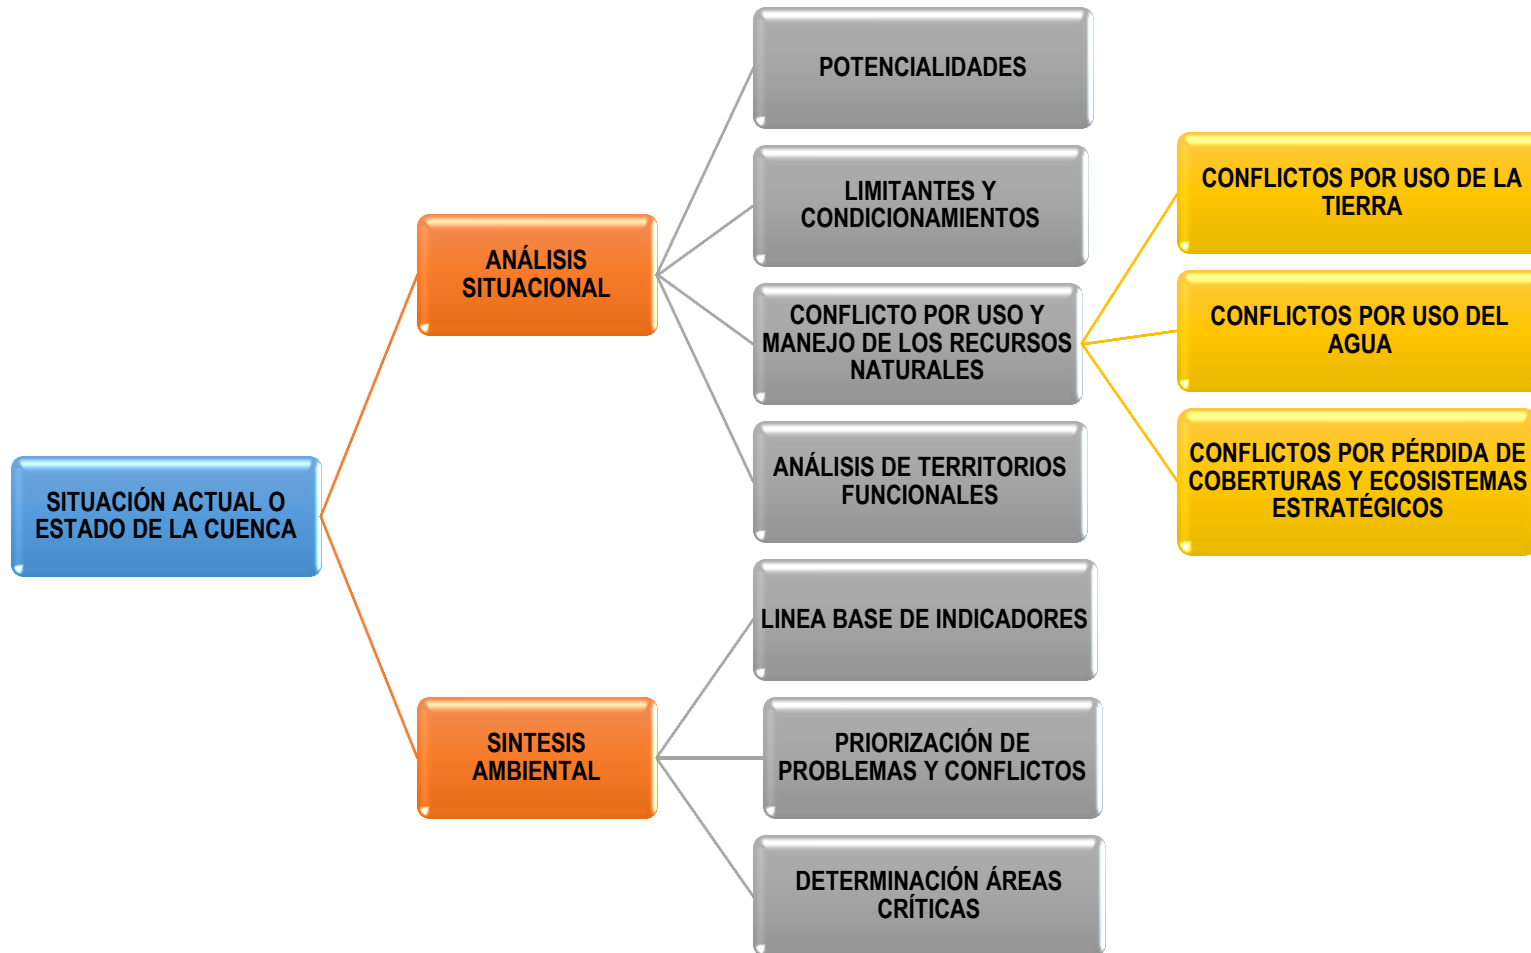 SITUACIÓN ACTUAL O
ESTADO DE LA CUENCA
ANÁLISIS
SITUACIONAL
POTENCIALIDADES
LIMITANTES Y
CONDICIONAMIENTOS
CONFLICTO POR USO Y
MANEJO DE LOS RECURSOS
NATURALES
CONFLICTOS POR USO DE LA
TIERRA
CONFLICTOS POR USO DEL
AGUA
CONFLICTOS POR PÉRDIDA DE
COBERTURAS Y ECOSISTEMAS
ESTRATÉGICOS
ANÁLISIS DE TERRITORIOS
FUNCIONALES
SINTESIS
AMBIENTAL
LINEA BASE DE INDICADORES
PRIORIZACIÓN DE
PROBLEMAS Y CONFLICTOS
DETERMINACIÓN ÁREAS
CRÍTICAS